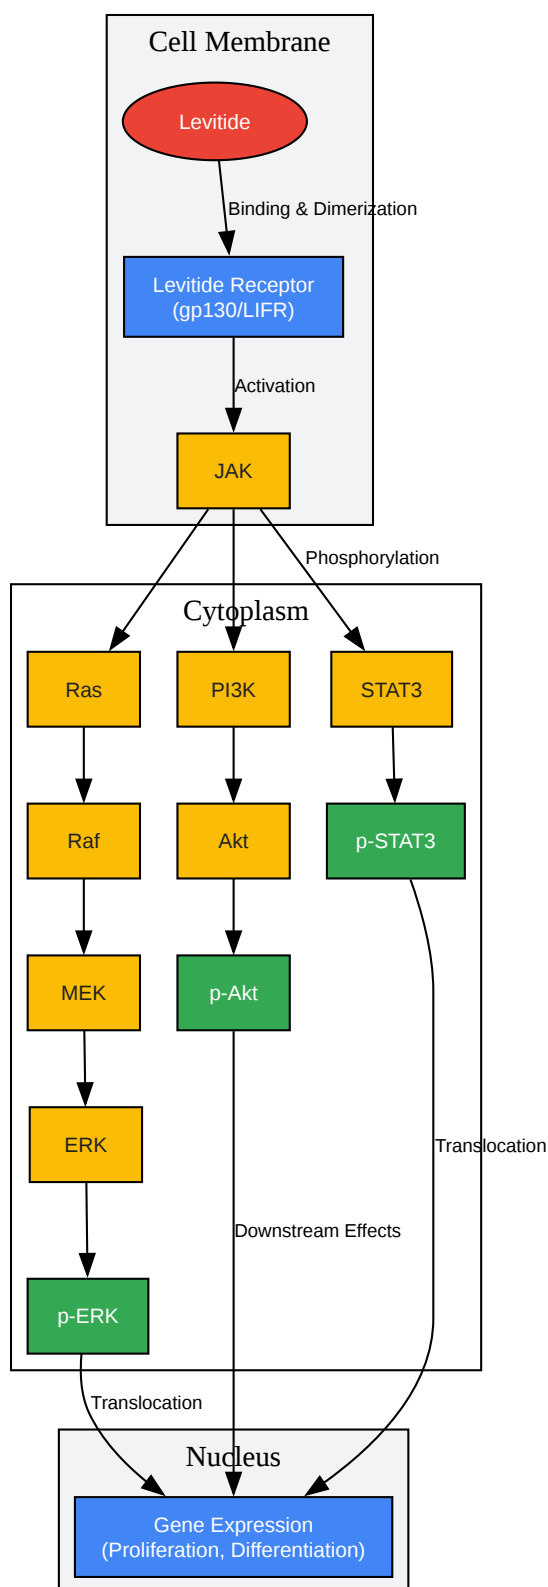 Cell Membrane
Levitide
Binding & Dimerization
Levitide Receptor
(gp130/LIFR)
Activation
JAK
Phosphorylation
Cytoplasm
Ras
PI3K
STAT3
Raf
Akt
p-STAT3
MEK
p-Akt
ERK
Translocation
Downstream Effects
p-ERK
Translocation
Nucleus
Gene Expression
(Proliferation, Differentiation)